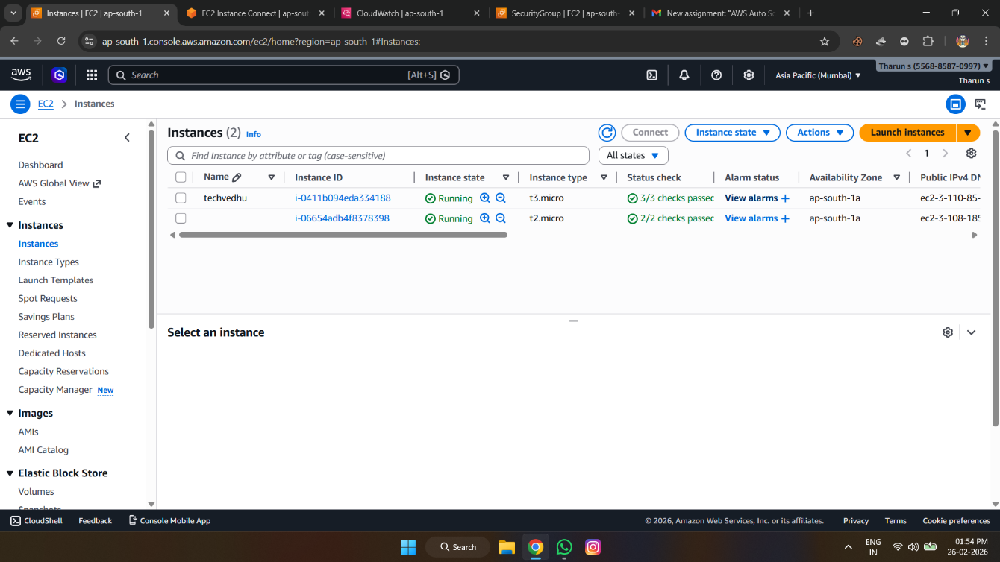 Instances | EC2 | ap-south-1
EC2 Instance Connect | ap-sout
CloudWatch | ap-south-1
SecurityGroup | EC2 | ap-south-
New assignment: "AWS Auto Sc
ap-south-1.console.aws.amazon.com/ec2/home?region=ap-south-1#Instances:
aws
Search
[Alt+S]
Asia Pacific (Mumbai)
Tharun s (5568-8587-0997)
Tharun s
EC2 > Instances
EC2
Dashboard
AWS Global View
Events
Instances
Instances
Instance Types
Launch Templates
Spot Requests
Savings Plans
Reserved Instances
Dedicated Hosts
Capacity Reservations
Capacity Manager New
Images
AMIs
AMI Catalog
Elastic Block Store
Volumes
Snapshots
Instances (2) Info
Connect
Instance state
Actions
Launch instances
Find Instance by attribute or tag (case-sensitive)
All states
1
Name Instance ID Instance state Instance type Status check Alarm status Availability Zone Public IPv4 DN
techvedhu i-0411b094eda334188 Running t3.micro 3/3 checks passed View alarms + ap-south-1a ec2-3-110-85-
i-06654adb4f8378398 Running t2.micro 2/2 checks passed View alarms + ap-south-1a ec2-3-108-185
Select an instance
CloudShell Feedback Console Mobile App
© 2026, Amazon Web Services, Inc. or its affiliates. Privacy Terms Cookie preferences
Search
ENG
IN
01:54 PM
26-02-2026